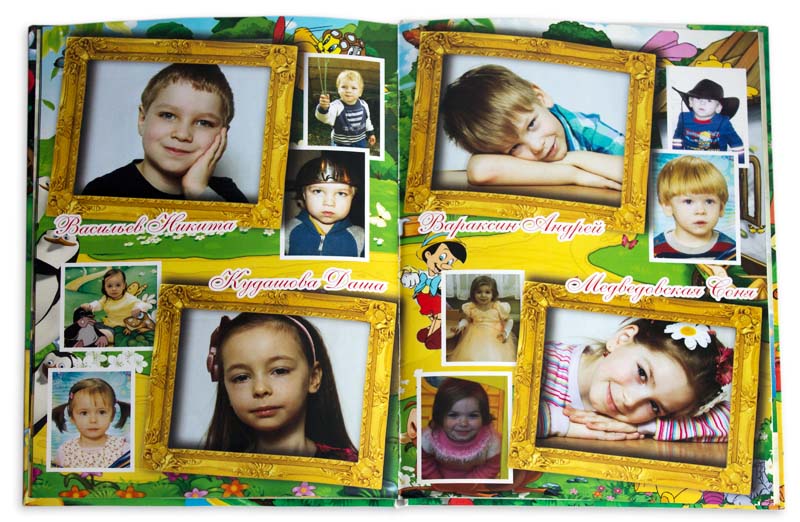 Васильев Никита
Кудашова Даша
Вараксин Андрей
Медведовская Соня